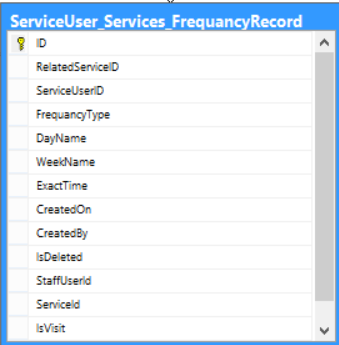 ServiceUser_Services_FrequancyRecord
ID
RelatedServiceID
ServiceUserID
FrequancyType
DayName
WeekName
ExactTime
CreatedOn
CreatedBy
IsDeleted
StaffUserId
ServiceId
IsVisit